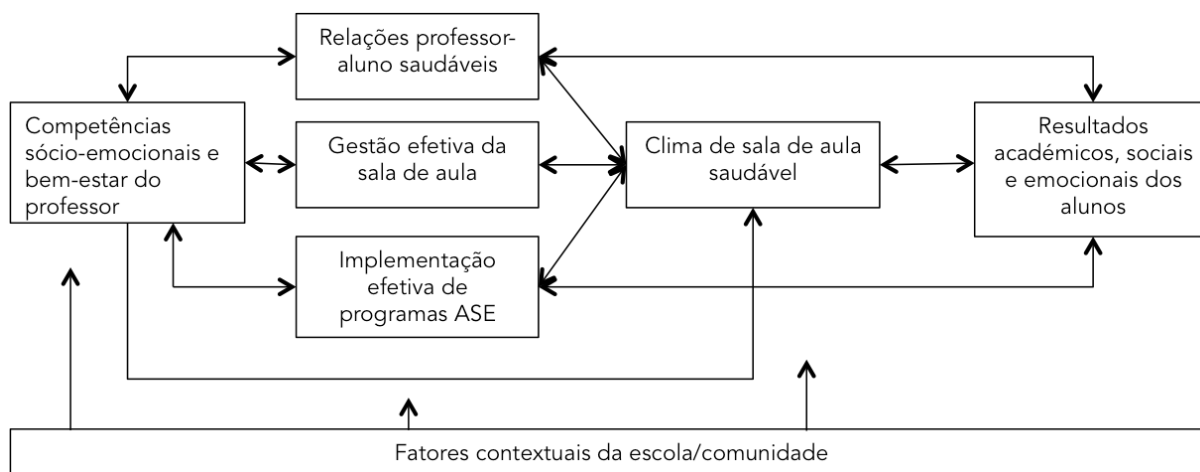 Relações professor-
aluno saudáveis
Competências
sócio-emocionais e
bem-estar do
professor
Gestão efetiva da
sala de aula
Clima de sala de aula
saudável
Resultados
académicos, sociais
e emocionais dos
alunos
Implementação
efetiva de
programas ASE
Fatores contextuais da escola/comunidade